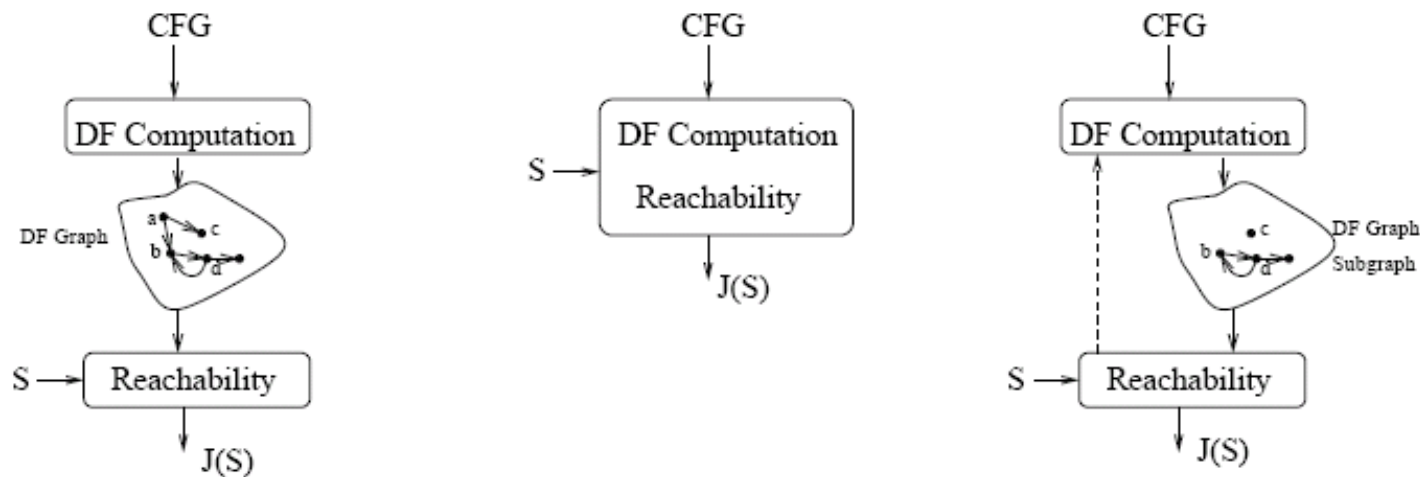 CFG
DF Computation
DF Graph
a
c
b
d
S
Reachability
J(S)
CFG
S
DF Computation
Reachability
J(S)
CFG
DF Computation
c
b
d
DF Graph
Subgraph
S
Reachability
J(S)